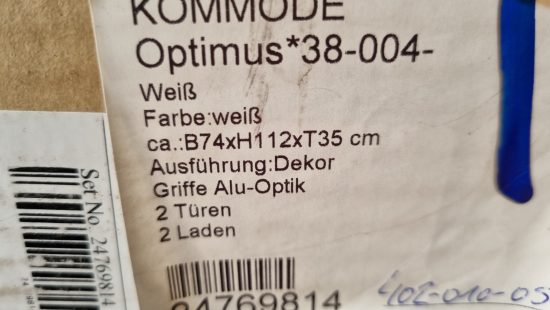 KOMMODE
Optimus*38-004-
Weiß
Farbe:weiß
ca.:B74xH112xT35 cm
Ausführung:Dekor
Griffe Alu-Optik
2 Türen
2 Laden
24769814
402-010-05
Set No. 24769814